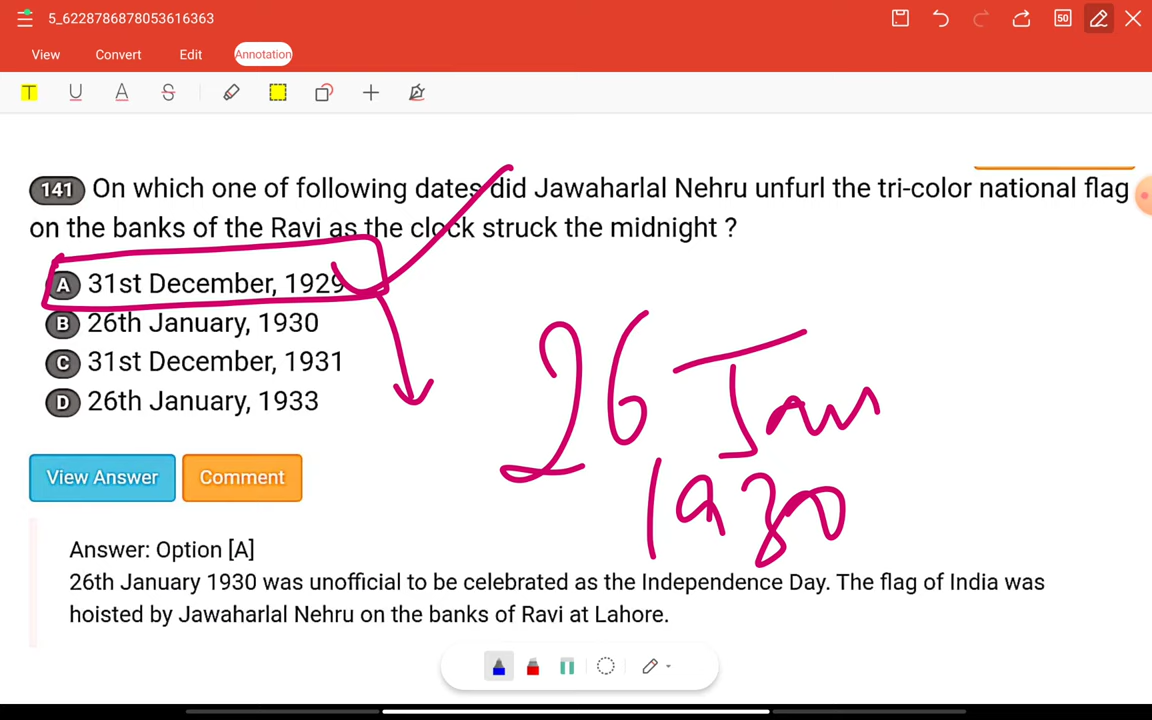 5_6228786878053616363
50
View Convert Edit Annotation
T U A S
141 On which one of following dates did Jawaharlal Nehru unfurl the tri-color national flag
on the banks of the Ravi as the clock struck the midnight ?
A 31st December, 1929
B 26th January, 1930
C 31st December, 1931
D 26th January, 1933
26 Jan
1930
View Answer Comment
Answer: Option [A]
26th January 1930 was unofficial to be celebrated as the Independence Day. The flag of India was
hoisted by Jawaharlal Nehru on the banks of Ravi at Lahore.